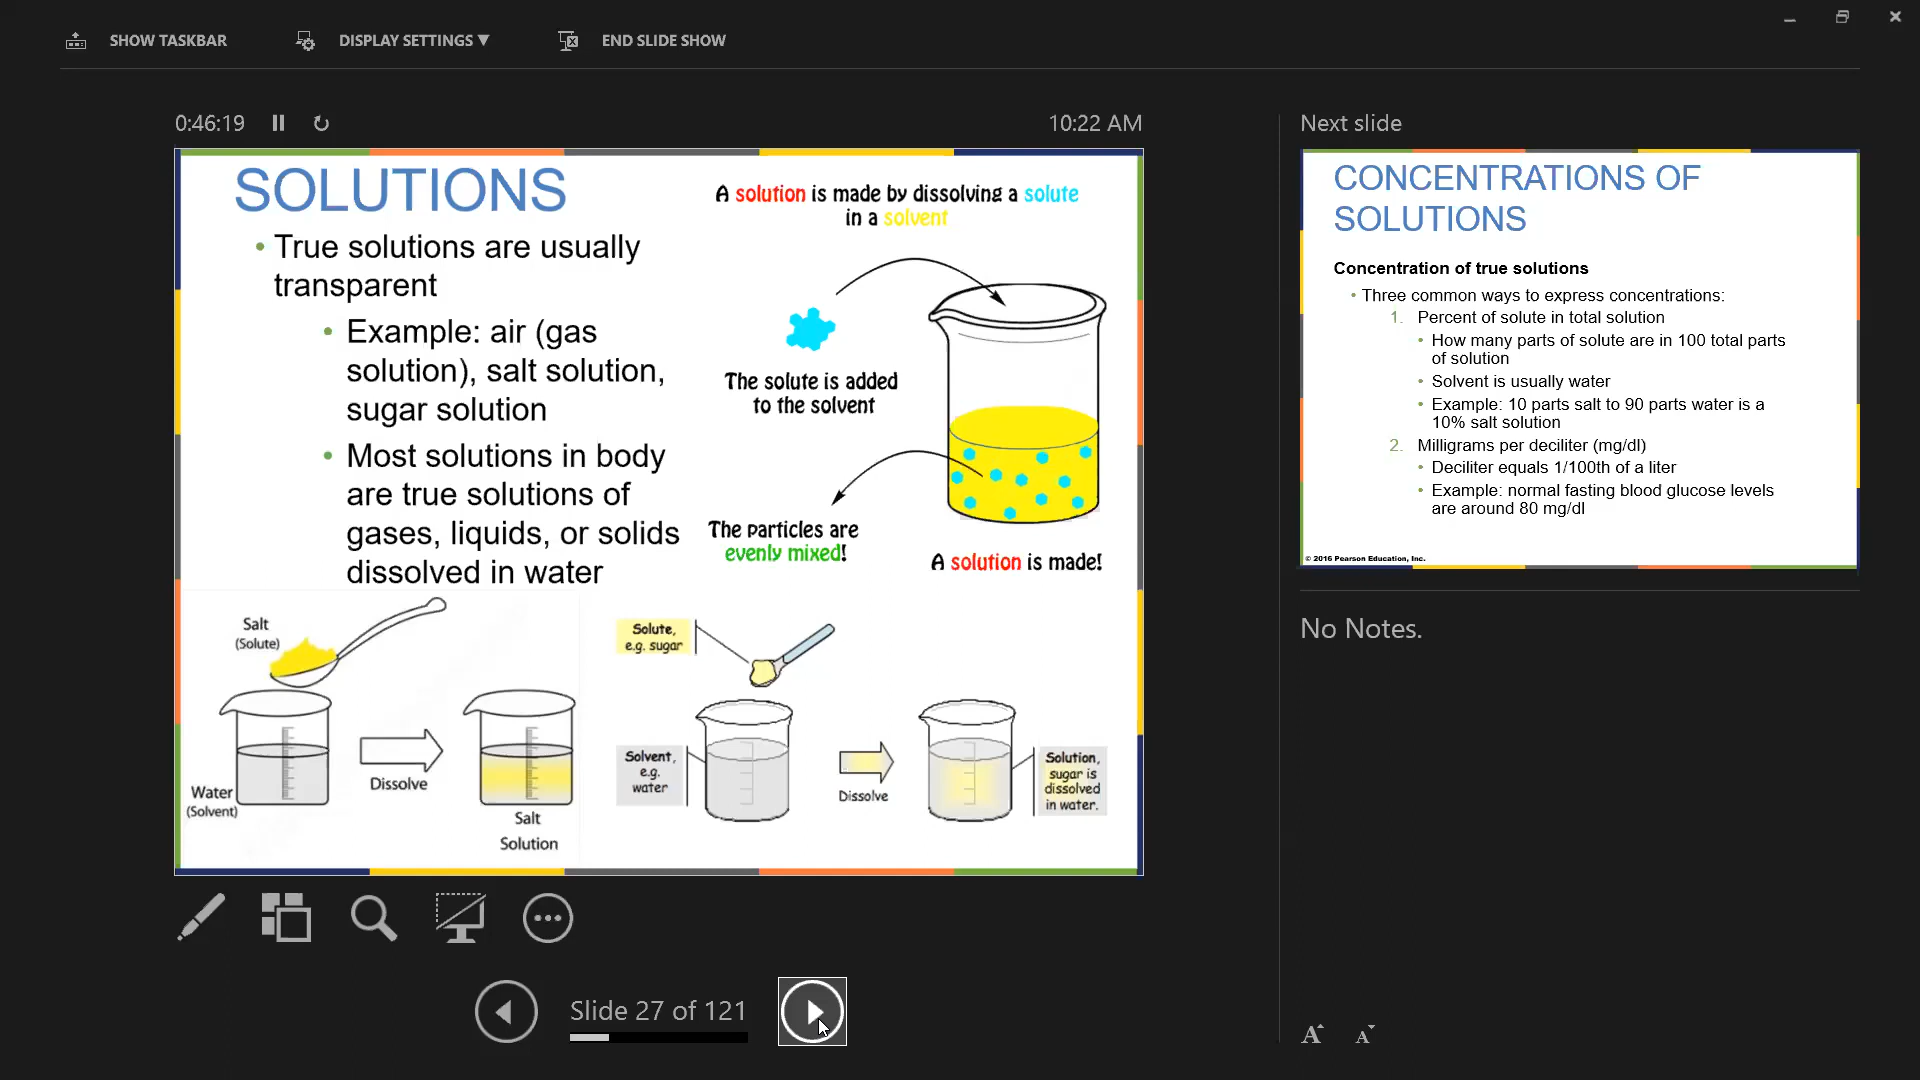 SHOW TASKBAR
DISPLAY SETTINGS ▼
END SLIDE SHOW
0:46:19
10:22 AM
SOLUTIONS
• True solutions are usually
transparent
• Example: air (gas
solution), salt solution,
sugar solution
• Most solutions in body
are true solutions of
gases, liquids, or solids
dissolved in water
A solution is made by dissolving a solute
in a solvent
The solute is added
to the solvent
The particles are
evenly mixed!
A solution is made!
Salt
(Solute)
Water
(Solvent)
Dissolve
Salt
Solution
Solute,
e.g. sugar
Solvent,
e.g.
water
Dissolve
Solution,
sugar is
dissolved
in water.
Slide 27 of 121
Next slide
CONCENTRATIONS OF
SOLUTIONS
Concentration of true solutions
• Three common ways to express concentrations:
1. Percent of solute in total solution
• How many parts of solute are in 100 total parts
of solution
• Solvent is usually water
• Example: 10 parts salt to 90 parts water is a
10% salt solution
2. Milligrams per deciliter (mg/dl)
• Deciliter equals 1/100th of a liter
• Example: normal fasting blood glucose levels
are around 80 mg/dl
© 2016 Pearson Education, Inc.
No Notes.
A A